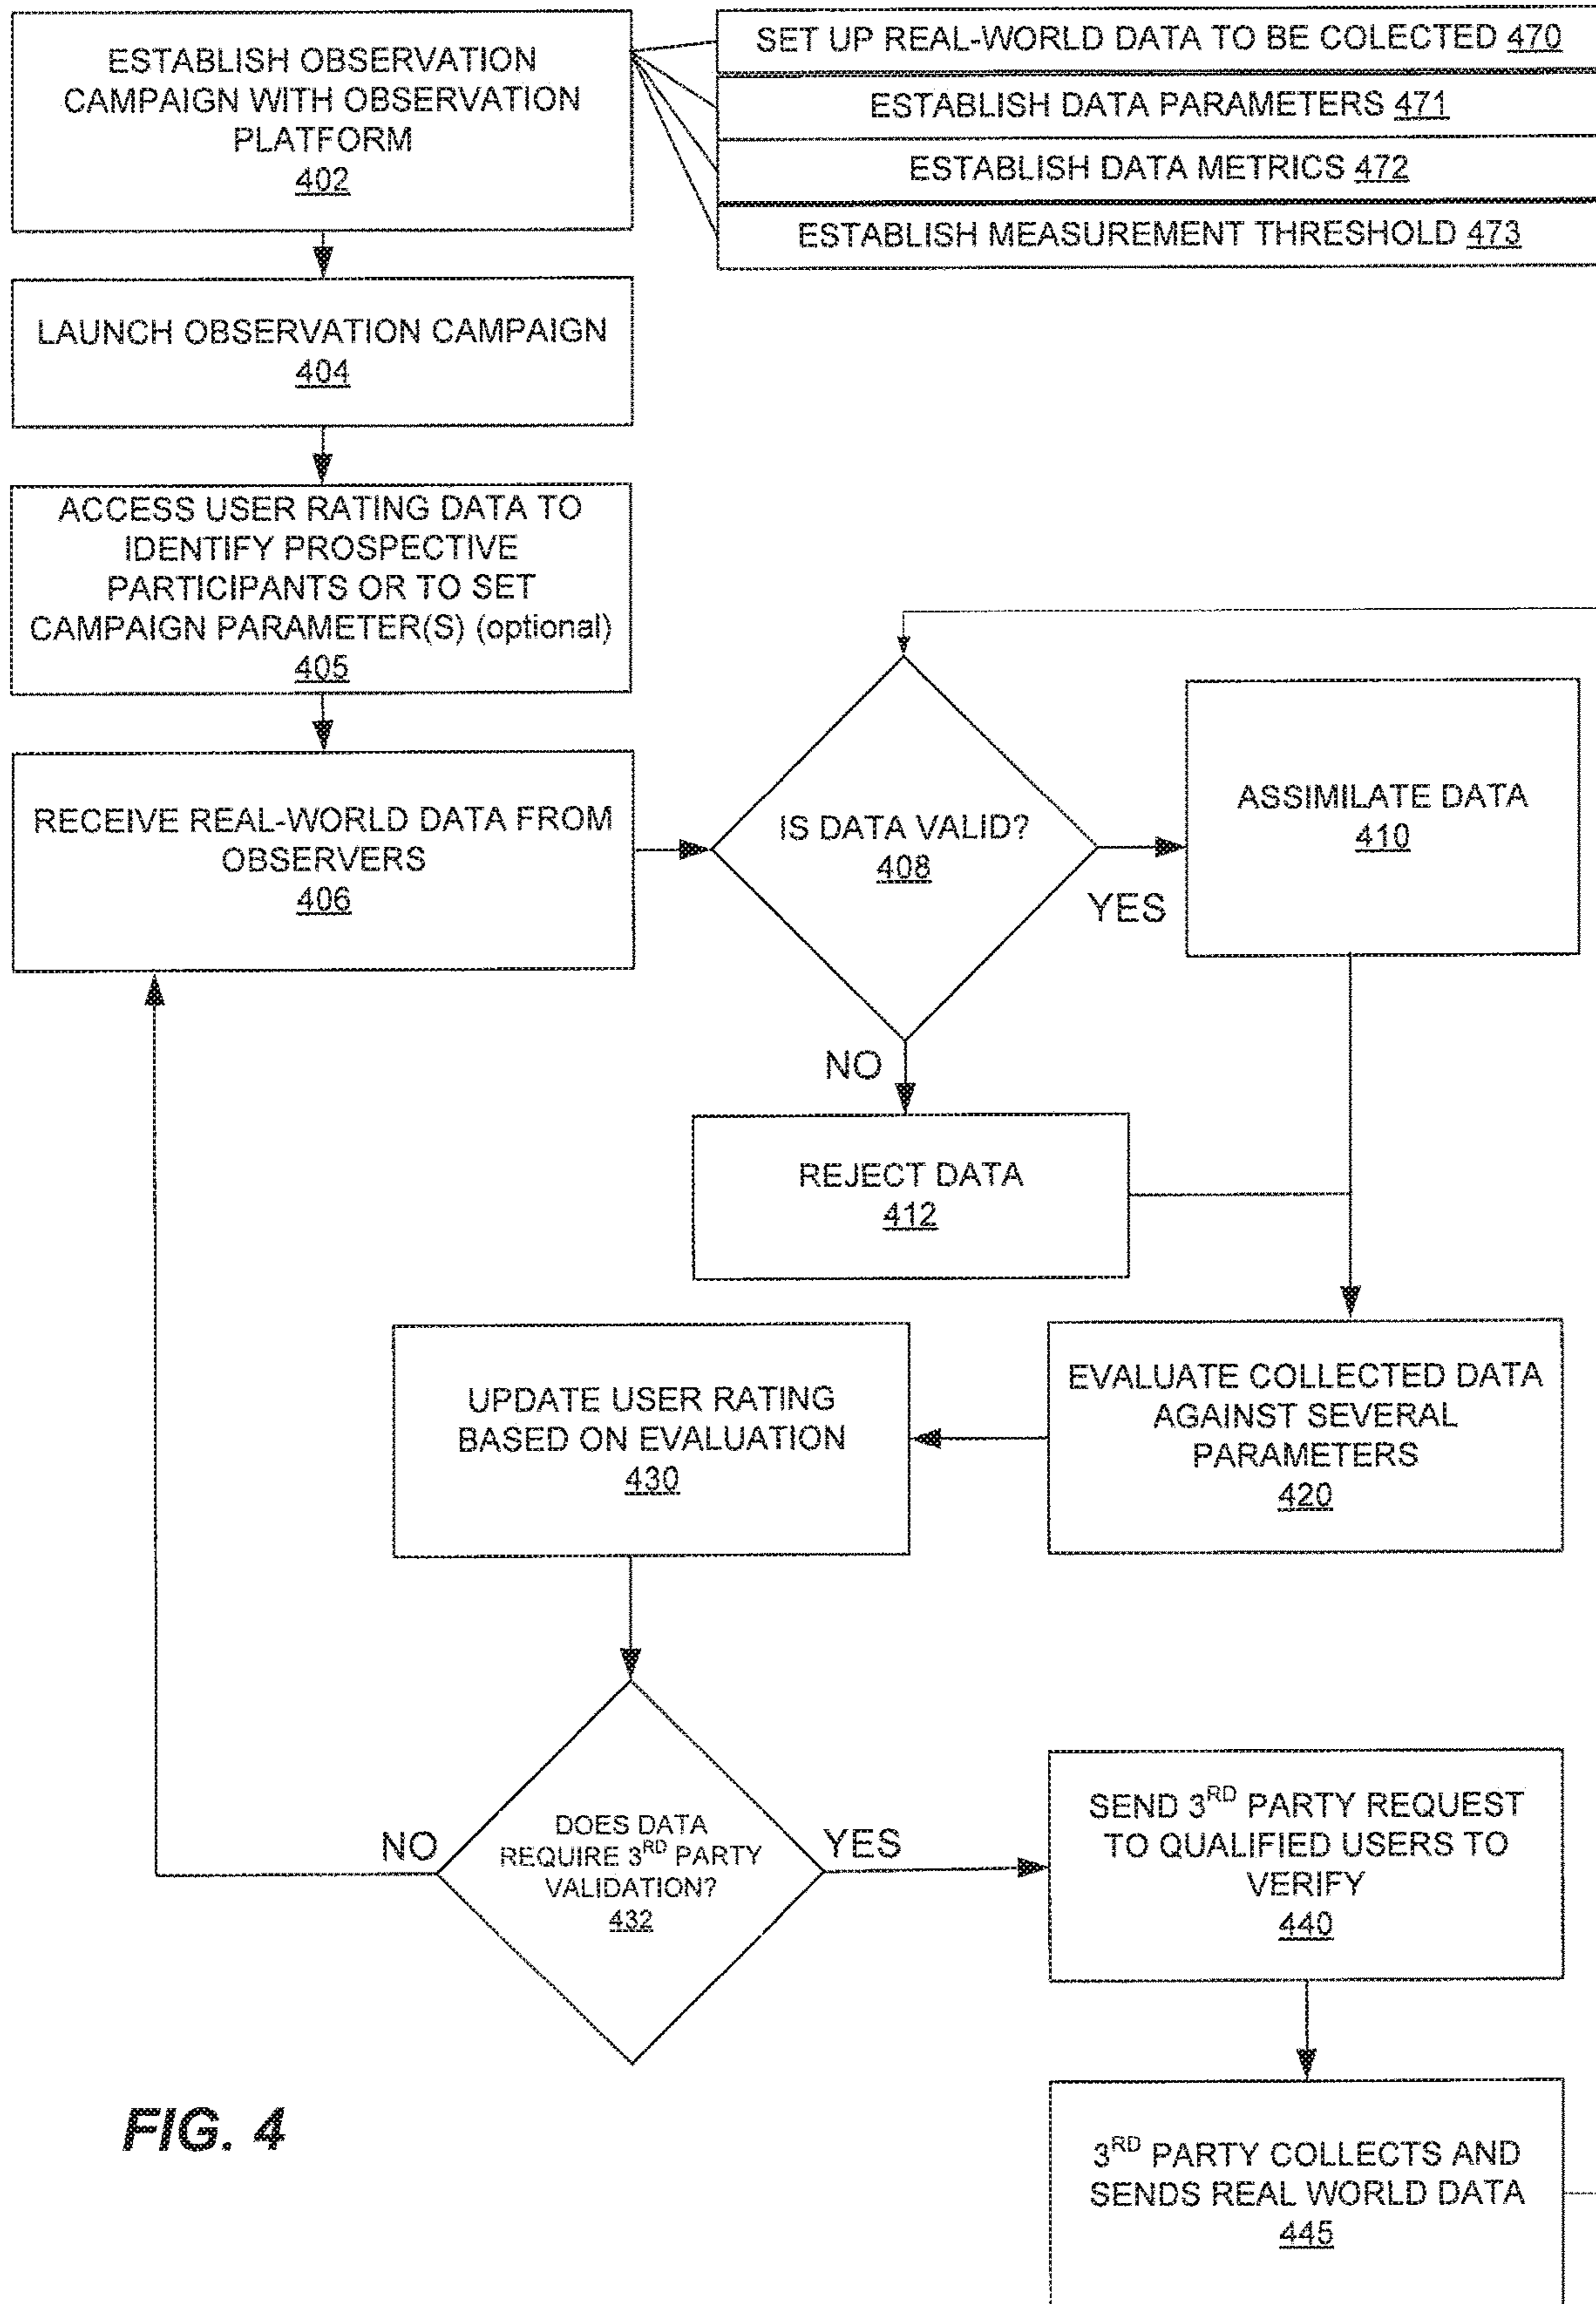 ESTABLISH OBSERVATION
CAMPAIGN WITH OBSERVATION
PLATFORM
402
SET UP REAL-WORLD DATA TO BE COLECTED 470
ESTABLISH DATA PARAMETERS 471
ESTABLISH DATA METRICS 472
ESTABLISH MEASUREMENT THRESHOLD 473
LAUNCH OBSERVATION CAMPAIGN
404
ACCESS USER RATING DATA TO
IDENTIFY PROSPECTIVE
PARTICIPANTS OR TO SET
CAMPAIGN PARAMETER(S) (optional)
405
RECEIVE REAL-WORLD DATA FROM
OBSERVERS
406
IS DATA VALID?
408
YES
ASSIMILATE DATA
410
NO
REJECT DATA
412
EVALUATE COLLECTED DATA
AGAINST SEVERAL
PARAMETERS
420
UPDATE USER RATING
BASED ON EVALUATION
430
DOES DATA
REQUIRE 3RD PARTY
VALIDATION?
432
NO
YES
SEND 3RD PARTY REQUEST
TO QUALIFIED USERS TO
VERIFY
440
3RD PARTY COLLECTS AND
SENDS REAL WORLD DATA
445
FIG. 4